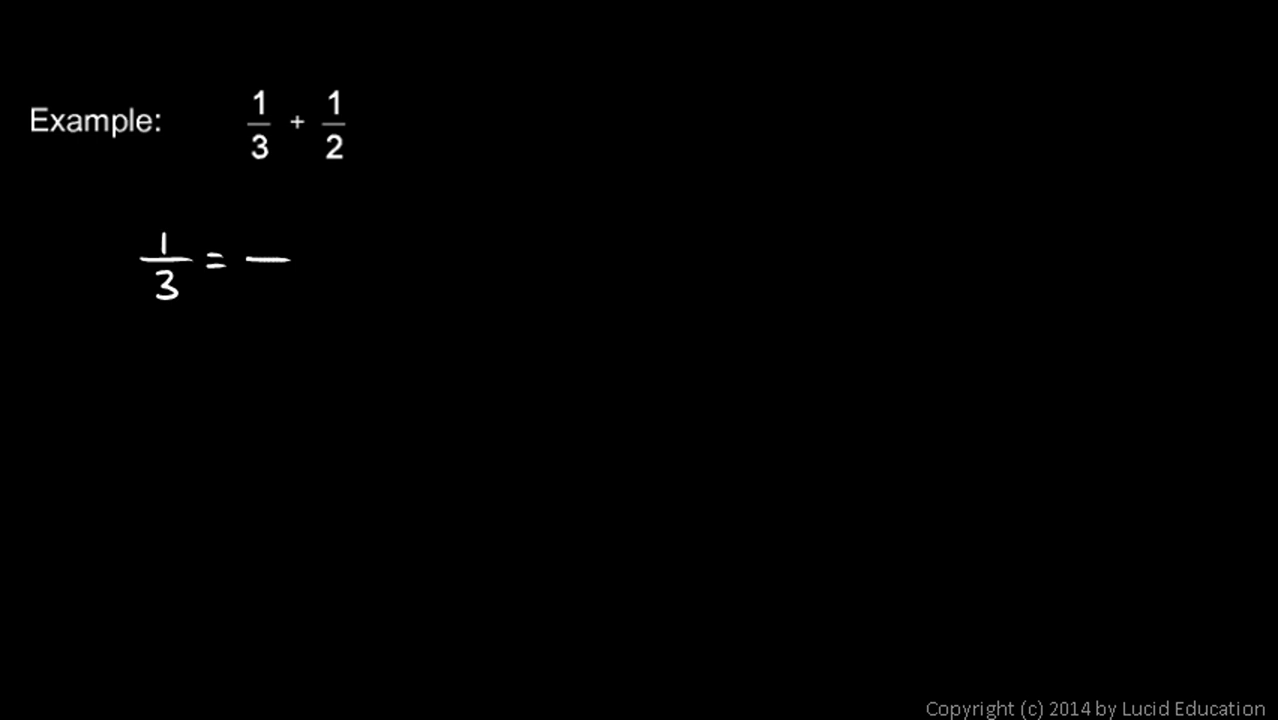 Example: 1/3 + 1/2
1/3 = —
Copyright (c) 2014 by Lucid Education